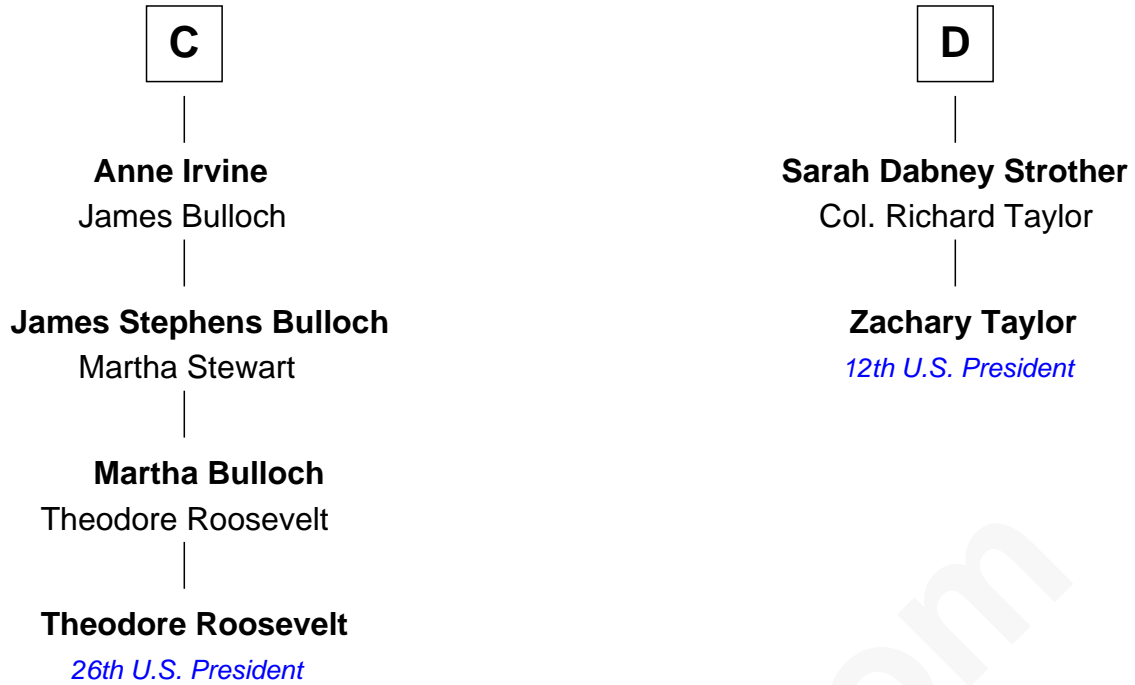 C
Anne Irvine
James Bulloch
James Stephens Bulloch
Martha Stewart
Martha Bulloch
Theodore Roosevelt
Theodore Roosevelt
26th U.S. President
D
Sarah Dabney Strother
Col. Richard Taylor
Zachary Taylor
12th U.S. President
om